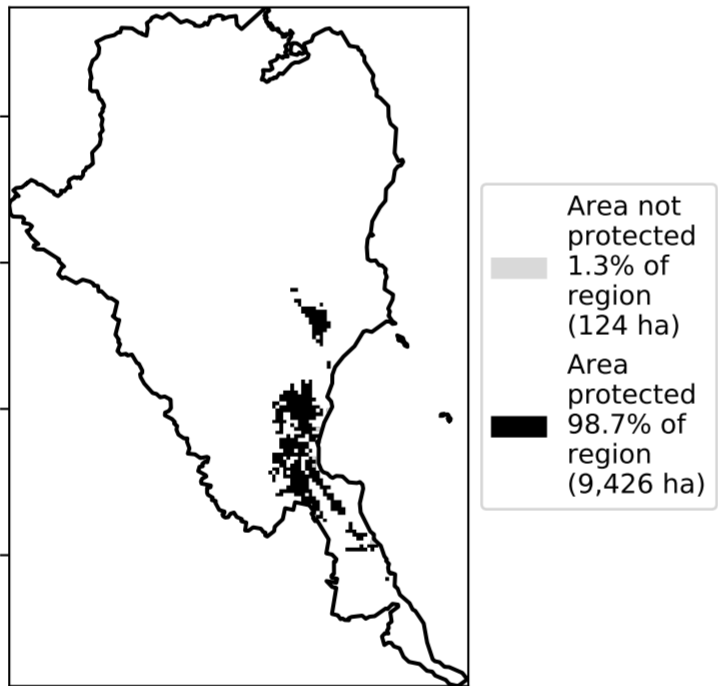 Area not
protected
1.3% of
region
(124 ha)
Area
protected
98.7% of
region
(9,426 ha)